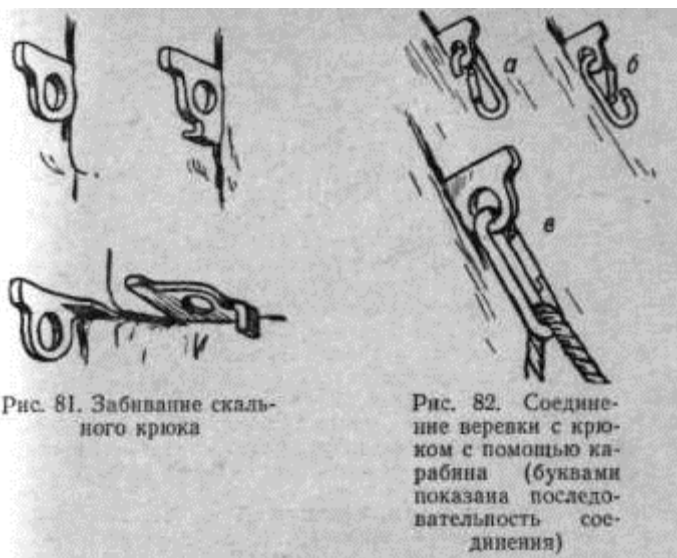 а
б
в
Рис. 81. Забивание скаль-
ного крюка
Рис. 82. Соедине-
ние веревки с крю-
ком с помощью ка-
рабина (буквами
показана последо-
вательность сое-
динения)